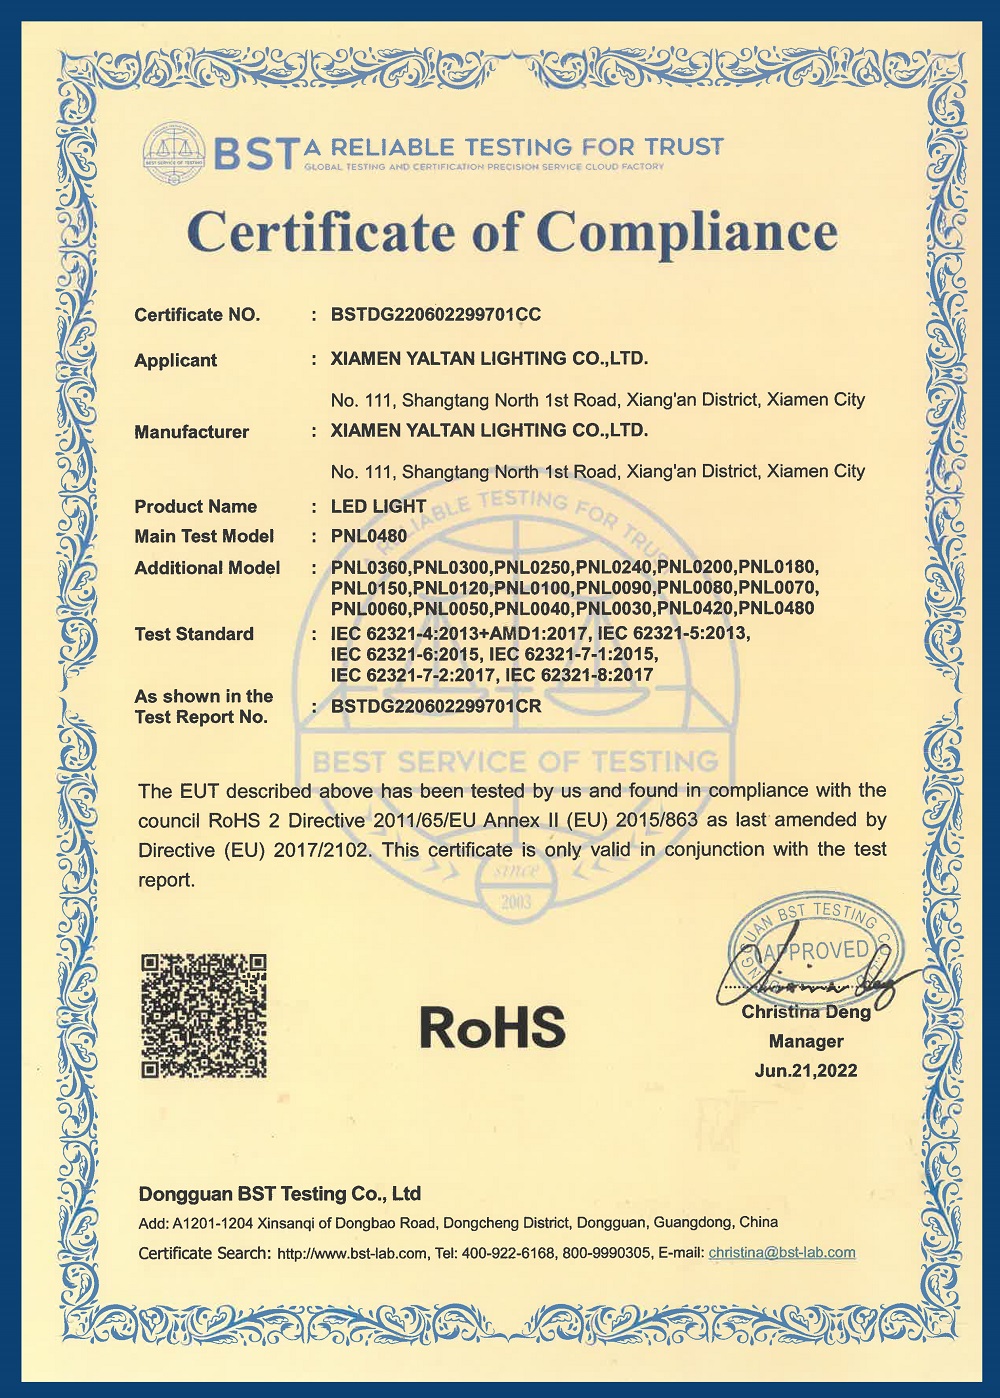 BEST SERVICE OF TESTING
BST A RELIABLE TESTING FOR TRUST
GLOBAL TESTING AND CERTIFICATION PRECISION SERVICE CLOUD FACTORY
Certificate of Compliance
Certificate NO. : BSTDG220602299701CC
Applicant : XIAMEN YALTAN LIGHTING CO.,LTD.
No. 111, Shangtang North 1st Road, Xiang'an District, Xiamen City
Manufacturer : XIAMEN YALTAN LIGHTING CO.,LTD.
No. 111, Shangtang North 1st Road, Xiang'an District, Xiamen City
A RELIABLE TESTING FOR TRUST
Product Name : LED LIGHT
Main Test Model : PNL0480
Additional Model : PNL0360,PNL0300,PNL0250,PNL0240,PNL0200,PNL0180,
PNL0150,PNL0120,PNL0100,PNL0090,PNL0080,PNL0070,
PNL0060,PNL0050,PNL0040,PNL0030,PNL0420,PNL0480
Test Standard : IEC 62321-4:2013+AMD1:2017, IEC 62321-5:2013,
IEC 62321-6:2015, IEC 62321-7-1:2015,
IEC 62321-7-2:2017, IEC 62321-8:2017
As shown in the
Test Report No. : BSTDG220602299701CR
BEST SERVICE OF TESTING
The EUT described above has been tested by us and found in compliance with the
council RoHS 2 Directive 2011/65/EU Annex II (EU) 2015/863 as last amended by
Directive (EU) 2017/2102. This certificate is only valid in conjunction with the test
report.
since
2003
BST TESTING
APPROVED
RoHS
Christina Deng
Manager
Jun.21,2022
Dongguan BST Testing Co., Ltd
Add: A1201-1204 Xinsanqi of Dongbao Road, Dongcheng District, Dongguan, Guangdong, China
Certificate Search: http://www.bst-lab.com, Tel: 400-922-6168, 800-9990305, E-mail: christina@bst-lab.com